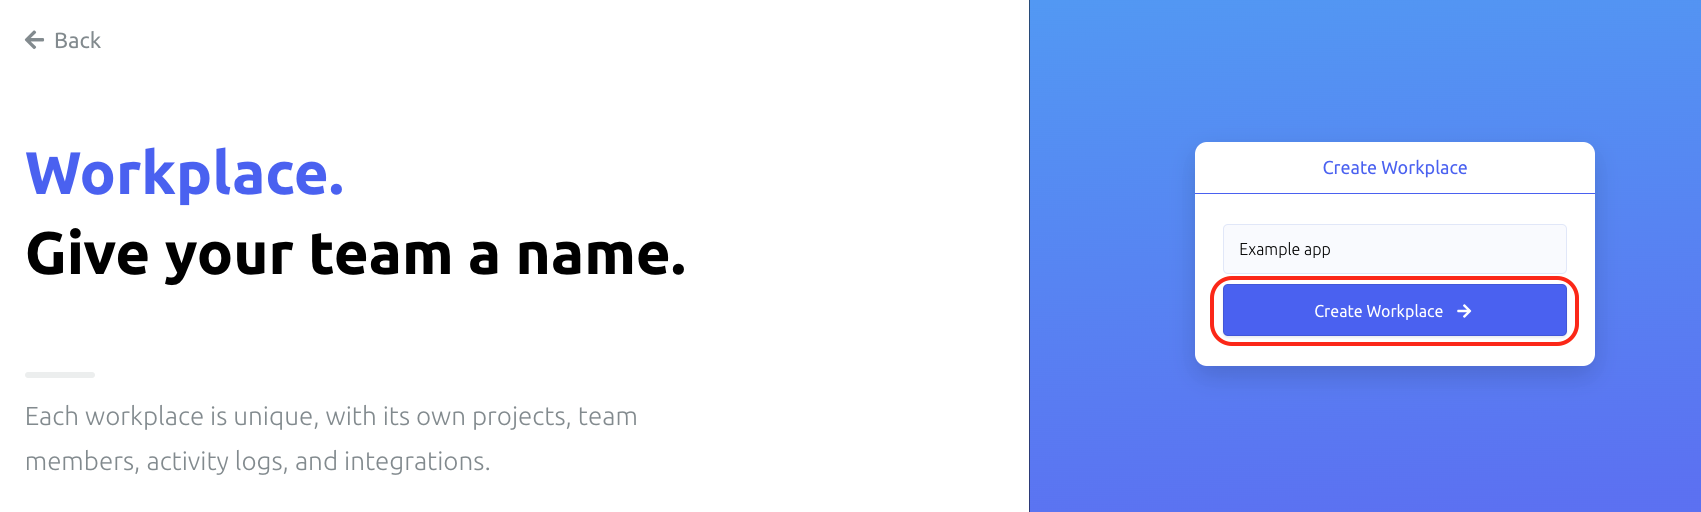 Back
Workplace.
Give your team a name.
Each workplace is unique, with its own projects, team
members, activity logs, and integrations.
Create Workplace
Example app
Create Workplace